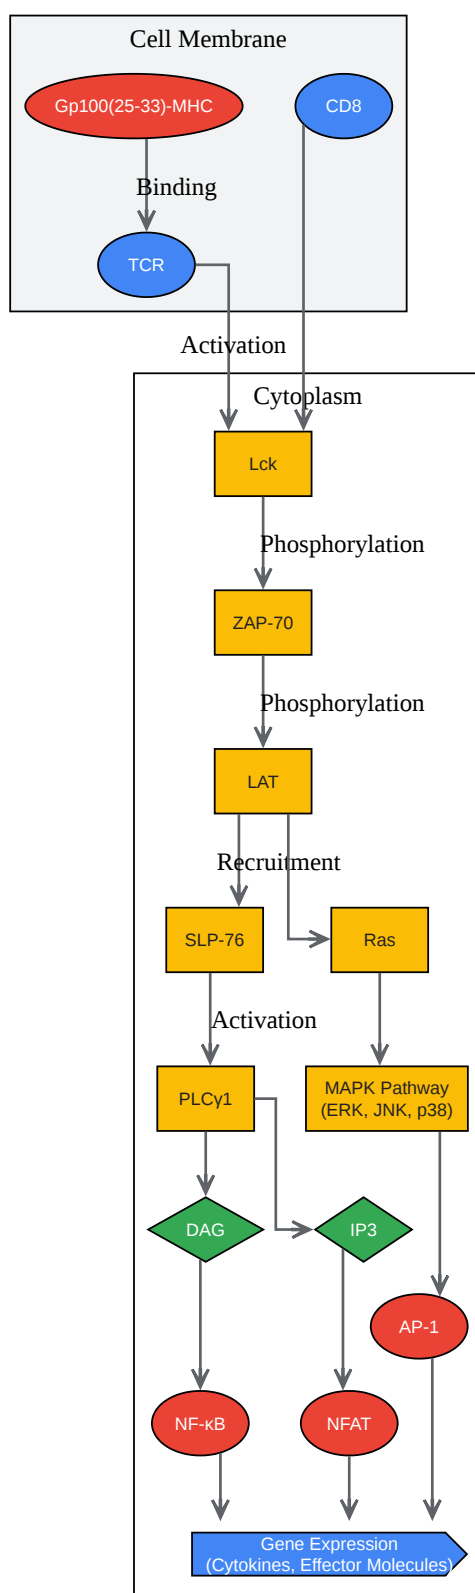 Cell Membrane
Gp100(25-33)-MHC
CD8
Binding
TCR
Activation
Cytoplasm
Lck
Phosphorylation
ZAP-70
Phosphorylation
LAT
Recruitment
SLP-76
Ras
Activation
PLCγ1
MAPK Pathway
(ERK, JNK, p38)
DAG
IP3
AP-1
NF-κB
NFAT
Gene Expression
(Cytokines, Effector Molecules)